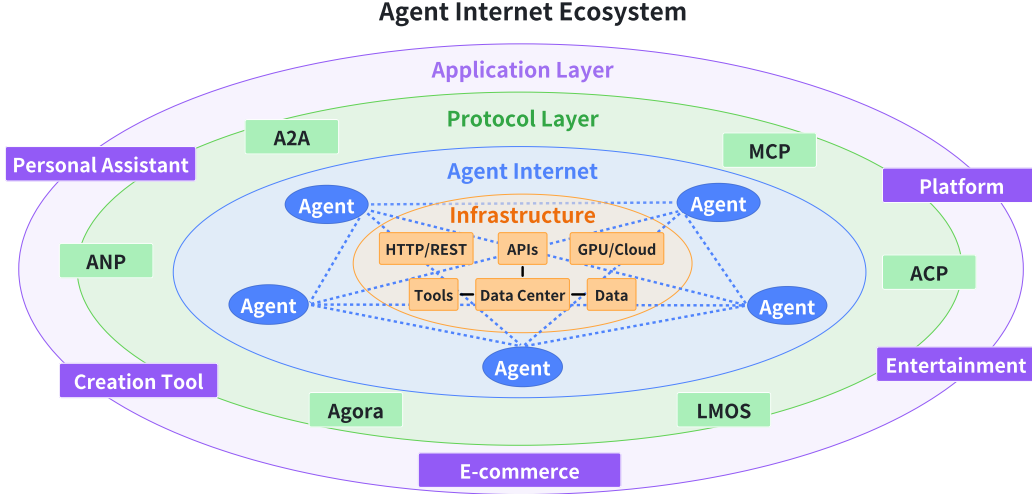 Agent Internet Ecosystem
Application Layer
Protocol Layer
A2A
MCP
Personal Assistant
Agent Internet
Platform
Agent
Agent
Infrastructure
HTTP/REST
APIs
GPU/Cloud
ANP
ACP
Tools
Data Center
Data
Agent
Agent
Agent
Entertainment
Creation Tool
Agora
LMOS
E-commerce